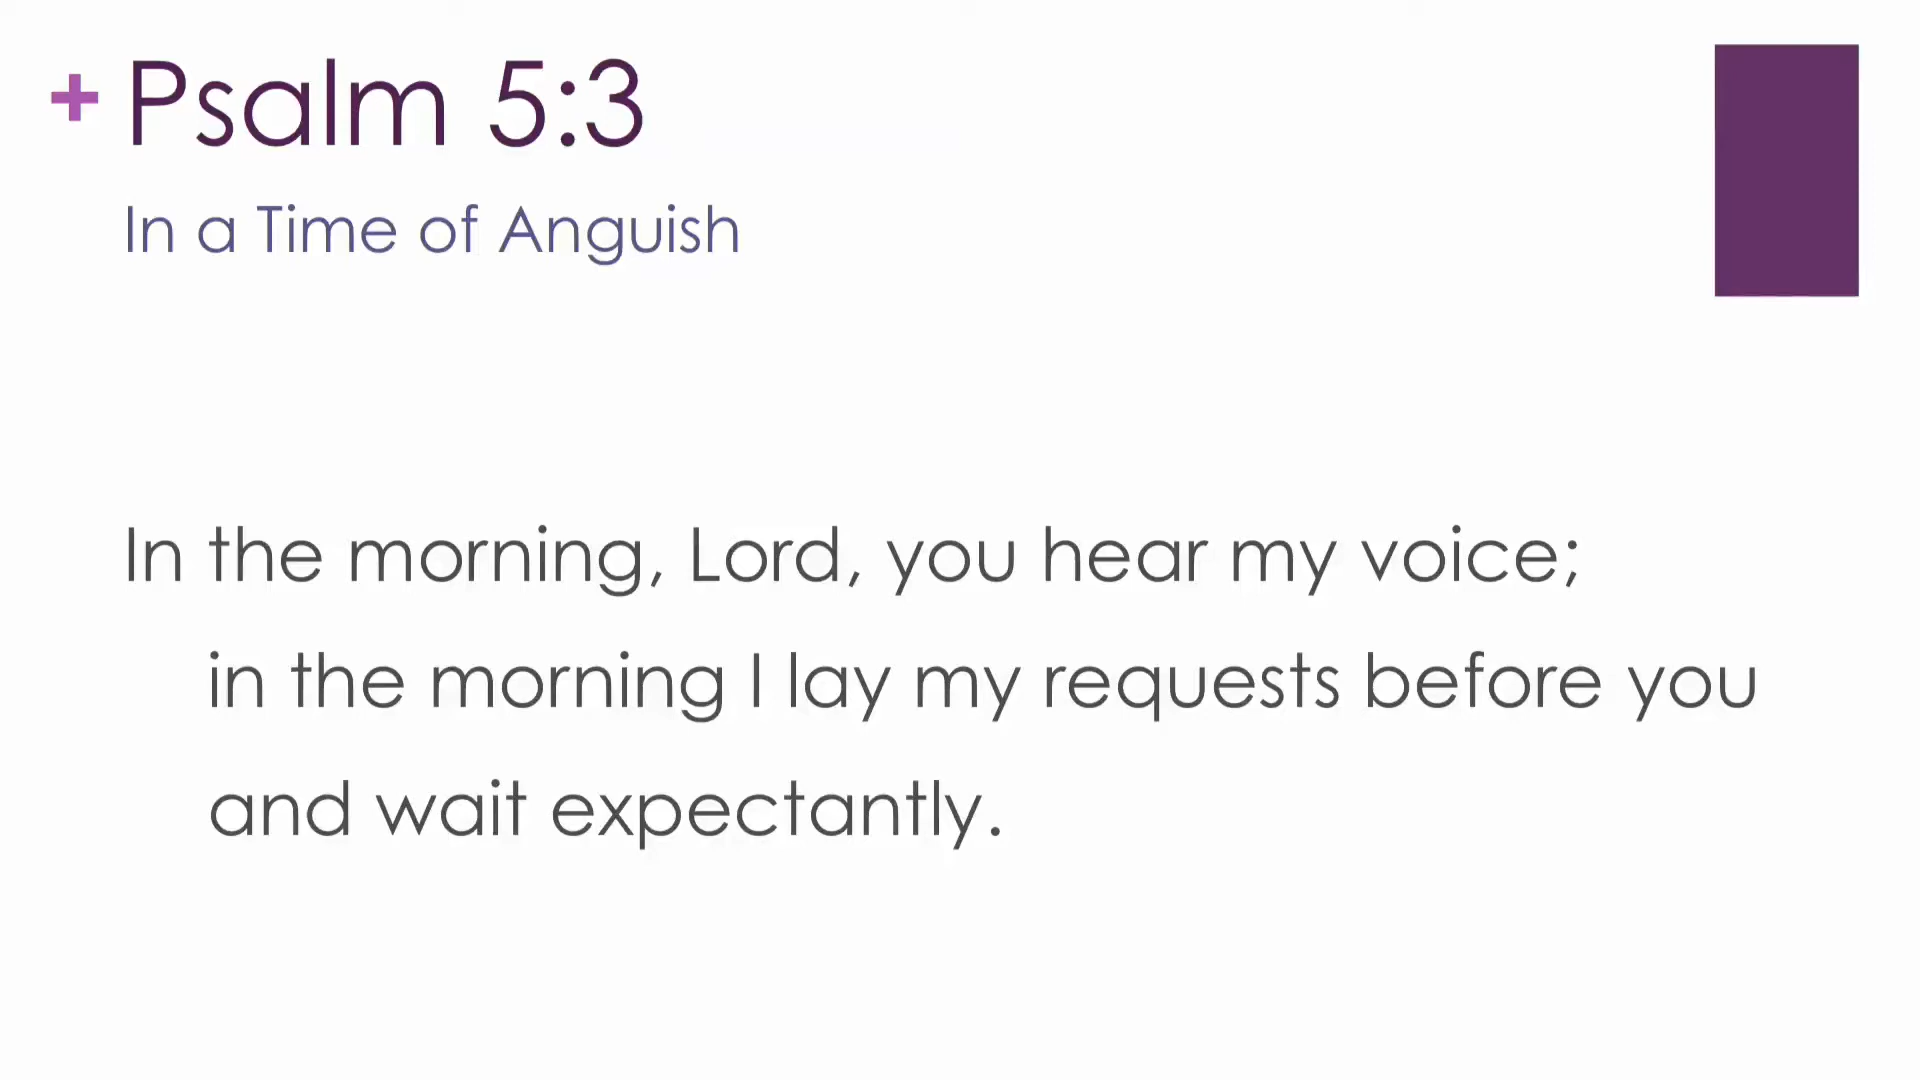 + Psalm 5:3
In a Time of Anguish
In the morning, Lord, you hear my voice;
in the morning I lay my requests before you
and wait expectantly.